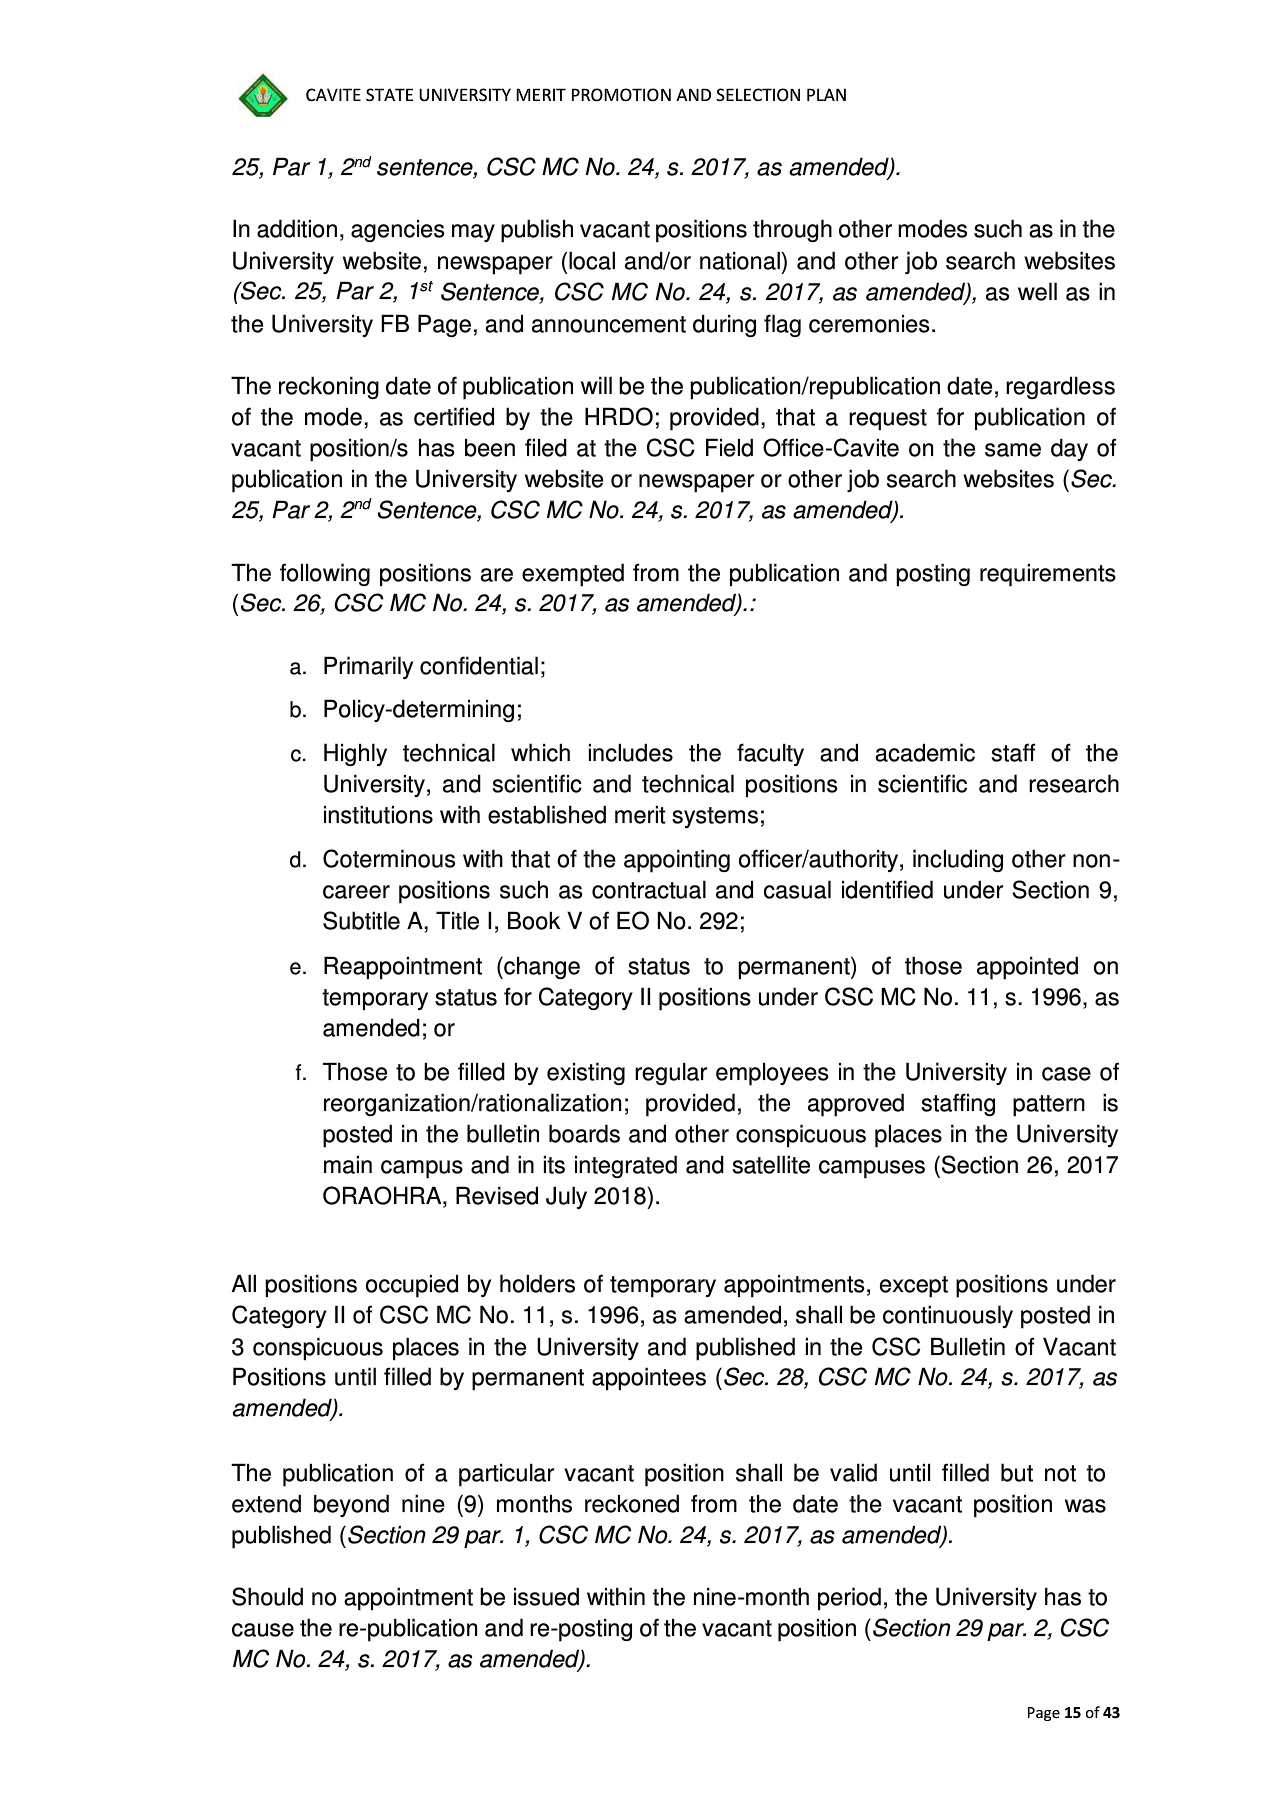 CAVITE STATE UNIVERSITY MERIT PROMOTION AND SELECTION PLAN
25, Par 1, 2nd sentence, CSC MC No. 24, s. 2017, as amended).
In addition, agencies may publish vacant positions through other modes such as in the
University website, newspaper (local and/or national) and other job search websites
(Sec. 25, Par 2, 1st Sentence, CSC MC No. 24, s. 2017, as amended), as well as in
the University FB Page, and announcement during flag ceremonies.
The reckoning date of publication will be the publication/republication date, regardless
of the mode, as certified by the HRDO; provided, that a request for publication of
vacant position/s has been filed at the CSC Field Office-Cavite on the same day of
publication in the University website or newspaper or other job search websites (Sec.
25, Par 2, 2nd Sentence, CSC MC No. 24, s. 2017, as amended).
The following positions are exempted from the publication and posting requirements
(Sec. 26, CSC MC No. 24, s. 2017, as amended).:
a. Primarily confidential;
b. Policy-determining;
c. Highly technical which includes the faculty and academic staff of the
University, and scientific and technical positions in scientific and research
institutions with established merit systems;
d. Coterminous with that of the appointing officer/authority, including other non-
career positions such as contractual and casual identified under Section 9,
Subtitle A, Title I, Book V of EO No. 292;
e. Reappointment (change of status to permanent) of those appointed on
temporary status for Category II positions under CSC MC No. 11, s. 1996, as
amended; or
f. Those to be filled by existing regular employees in the University in case of
reorganization/rationalization; provided, the approved staffing pattern is
posted in the bulletin boards and other conspicuous places in the University
main campus and in its integrated and satellite campuses (Section 26, 2017
ORAOHRA, Revised July 2018).
All positions occupied by holders of temporary appointments, except positions under
Category II of CSC MC No. 11, s. 1996, as amended, shall be continuously posted in
3 conspicuous places in the University and published in the CSC Bulletin of Vacant
Positions until filled by permanent appointees (Sec. 28, CSC MC No. 24, s. 2017, as
amended).
The publication of a particular vacant position shall be valid until filled but not to
extend beyond nine (9) months reckoned from the date the vacant position was
published (Section 29 par. 1, CSC MC No. 24, s. 2017, as amended).
Should no appointment be issued within the nine-month period, the University has to
cause the re-publication and re-posting of the vacant position (Section 29 par. 2, CSC
MC No. 24, s. 2017, as amended).
Page 15 of 43